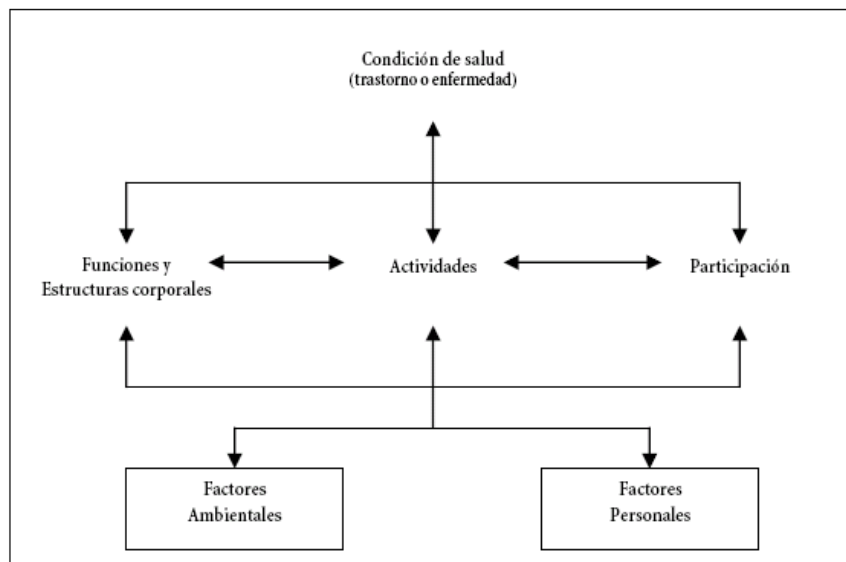 Condición de salud
(trastorno o enfermedad)
Funciones y
Estructuras corporales
Actividades
Participación
Factores
Ambientales
Factores
Personales